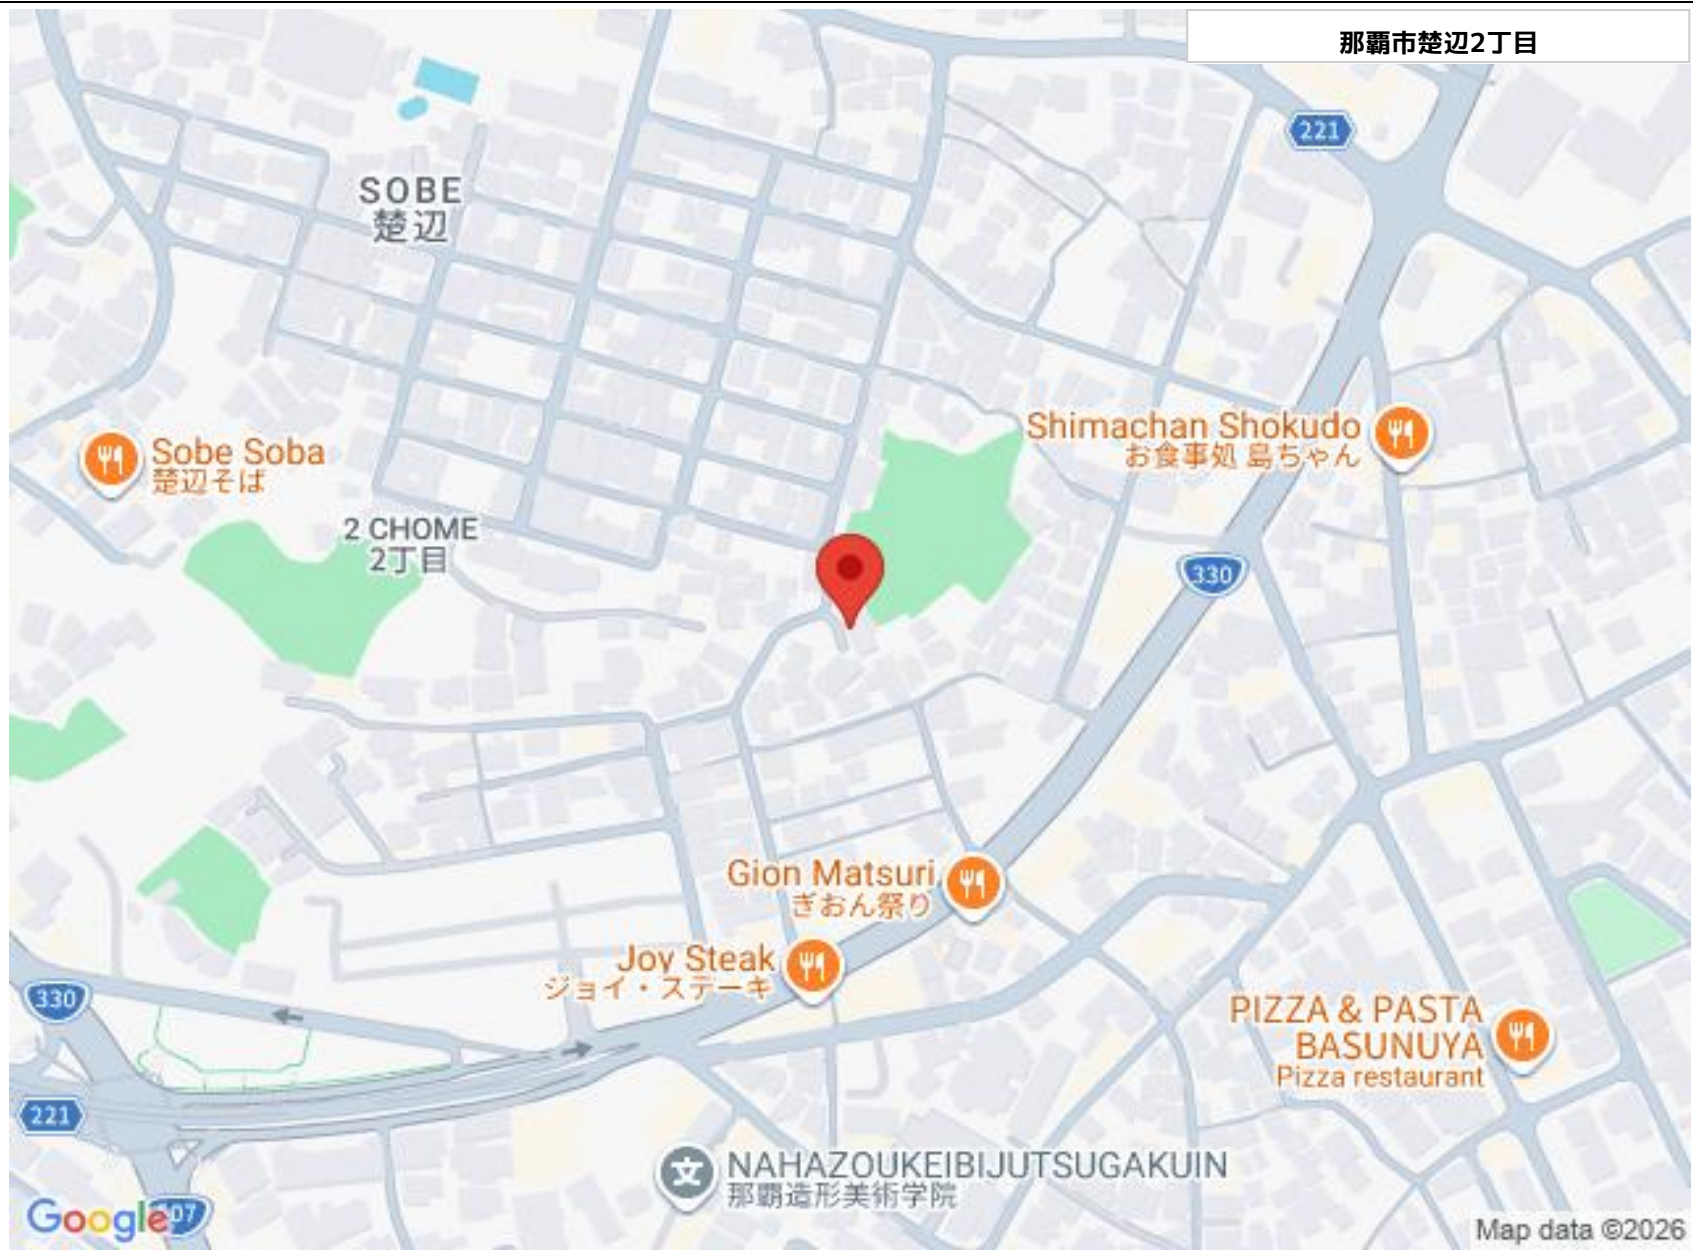 那覇市楚辺2丁目
221
SOBE
楚辺
Shimachan Shokudo
お食事処 島ちゃん
Sobe Soba
楚辺そば
2 CHOME
2丁目
330
Gion Matsuri
ぎおん祭り
Joy Steak
ジョイ・ステーキ
330
PIZZA & PASTA
BASUNUYA
Pizza restaurant
221
NAHAZOUKEIBIJUTSUGAKUIN
那覇造形美術学院
Google
Map data ©2026